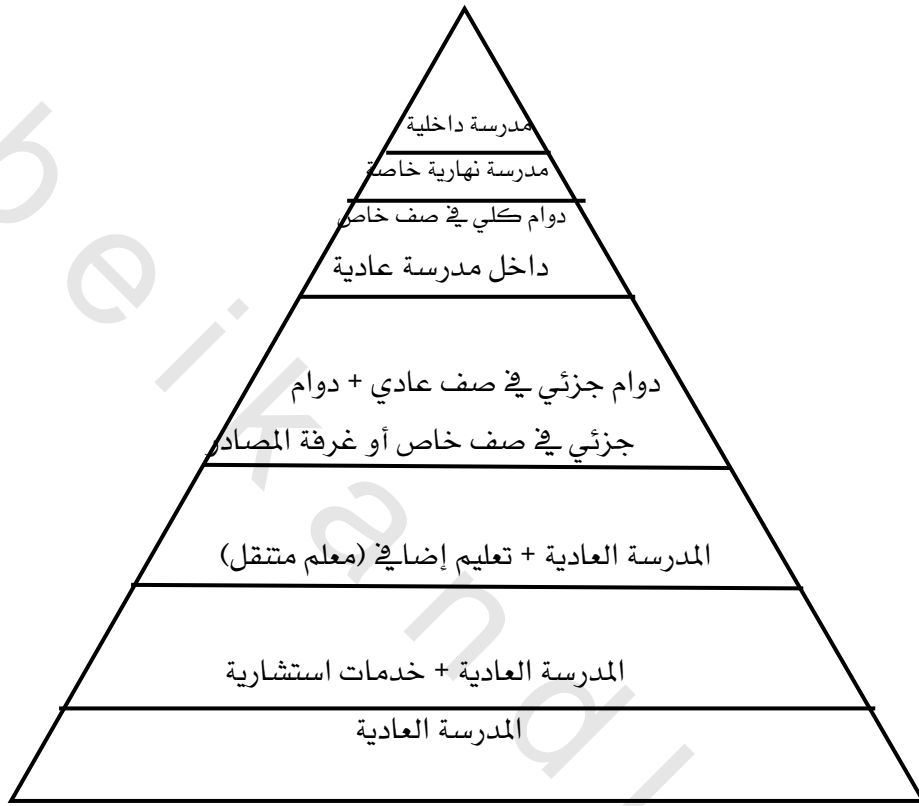 مدرسة داخلية
مدرسة نهارية خاصة
دوام كلي في صف خاص
داخل مدرسة عادية
دوام جزئي في صف عادي + دوام
جزئي في صف خاص أو غرفة المصادر
المدرسة العادية + تعليم إضافي (معلم متنقل)
المدرسة العادية + خدمات استشارية
المدرسة العادية
b e i k a n d l